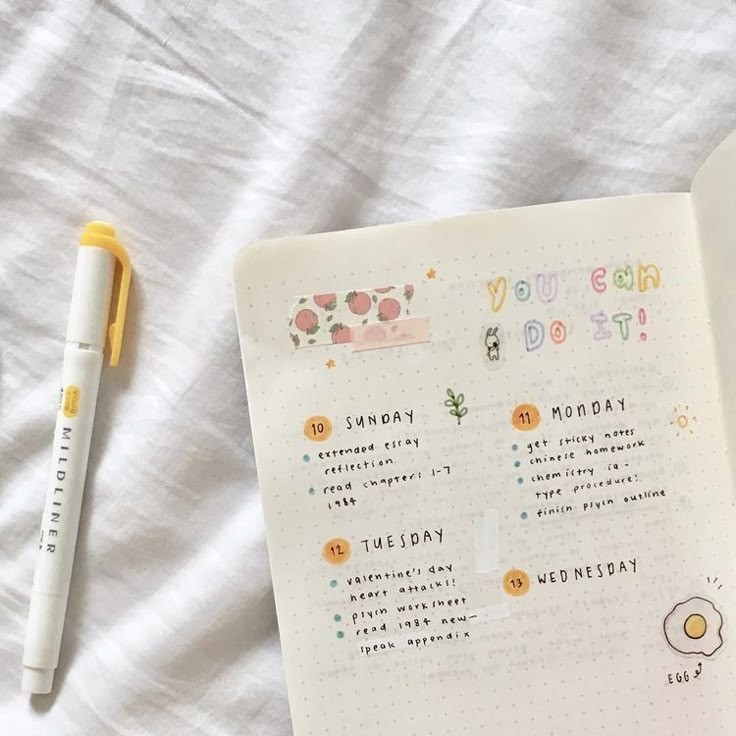 YOU CAN
DO IT!
10 SUNDAY
extended essay
reflection
read chapters 1-7
1984
11 MONDAY
get sticky notes
chinese homework
chemistry ia -
type procedure!
finish psych outline
12 TUESDAY
valentine's day
heart attacks!
psych worksheet
read 1984 new-
speak appendix
13 WEDNESDAY
EGG
MILDLINER